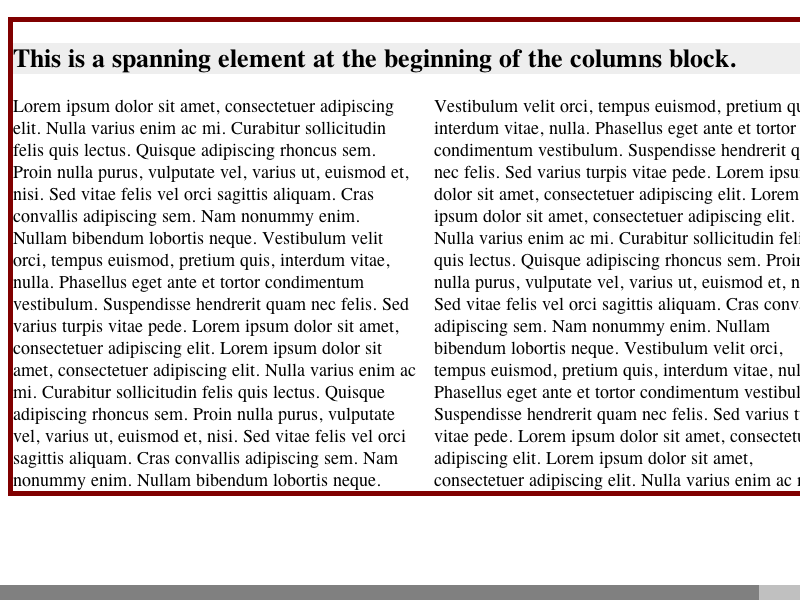 This is a spanning element at the beginning of the columns block.
Lorem ipsum dolor sit amet, consectetuer adipiscing
elit. Nulla varius enim ac mi. Curabitur sollicitudin
felis quis lectus. Quisque adipiscing rhoncus sem.
Proin nulla purus, vulputate vel, varius ut, euismod et,
nisi. Sed vitae felis vel orci sagittis aliquam. Cras
convallis adipiscing sem. Nam nonummy enim.
Nullam bibendum lobortis neque. Vestibulum velit
orci, tempus euismod, pretium quis, interdum vitae,
nulla. Phasellus eget ante et tortor condimentum
vestibulum. Suspendisse hendrerit quam nec felis. Sed
varius turpis vitae pede. Lorem ipsum dolor sit amet,
consectetuer adipiscing elit. Lorem ipsum dolor sit
amet, consectetuer adipiscing elit. Nulla varius enim ac
mi. Curabitur sollicitudin felis quis lectus. Quisque
adipiscing rhoncus sem. Proin nulla purus, vulputate
vel, varius ut, euismod et, nisi. Sed vitae felis vel orci
sagittis aliquam. Cras convallis adipiscing sem. Nam
nonummy enim. Nullam bibendum lobortis neque.
Vestibulum velit orci, tempus euismod, pretium
interdum vitae, nulla. Phasellus eget ante et tortor
condimentum vestibulum. Suspendisse hendrerit
nec felis. Sed varius turpis vitae pede. Lorem
dolor sit amet, consectetuer adipiscing elit. Lorem
ipsum dolor sit amet, consectetuer adipiscing elit.
Nulla varius enim ac mi. Curabitur sollicitudin
quis lectus. Quisque adipiscing rhoncus sem.
nulla purus, vulputate vel, varius ut, euismod et,
Sed vitae felis vel orci sagittis aliquam. Cras
adipiscing sem. Nam nonummy enim. Nullam
bibendum lobortis neque. Vestibulum velit orci,
tempus euismod, pretium quis, interdum vitae,
Phasellus eget ante et tortor condimentum
Suspendisse hendrerit quam nec felis. Sed varius
vitae pede. Lorem ipsum dolor sit amet,
adipiscing elit. Lorem ipsum dolor sit amet,
consectetuer adipiscing elit. Nulla varius enim ac